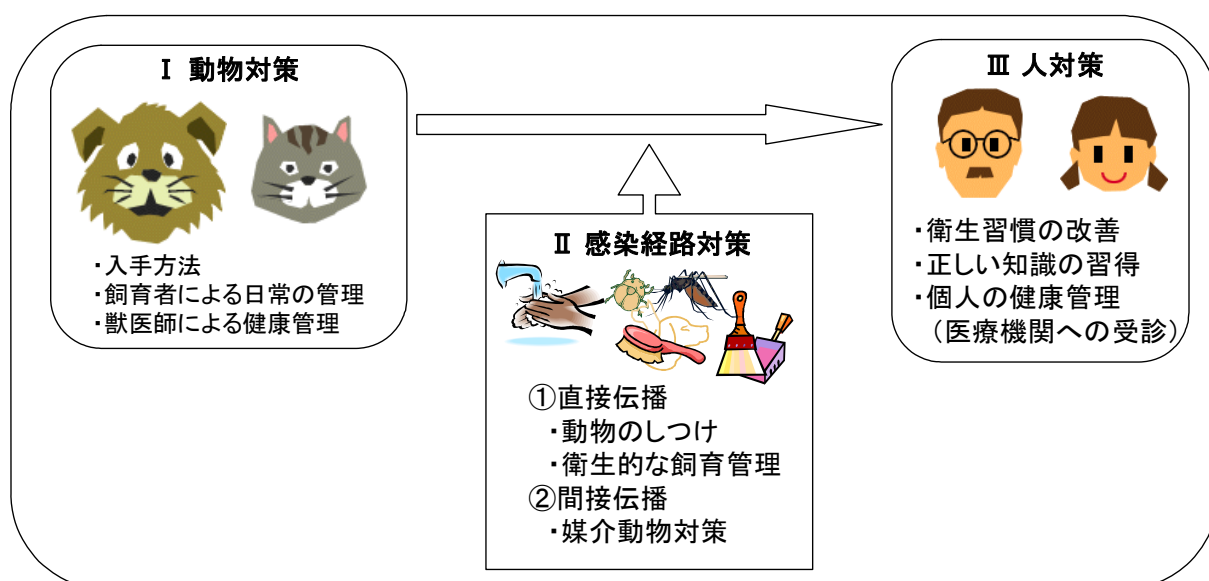 Ⅰ 動物対策
・入手方法
・飼育者による日常の管理
・獣医師による健康管理
Ⅱ 感染経路対策
①直接伝播
・動物のしつけ
・衛生的な飼育管理
②間接伝播
・媒介動物対策
Ⅲ 人対策
・衛生習慣の改善
・正しい知識の習得
・個人の健康管理
（医療機関への受診）